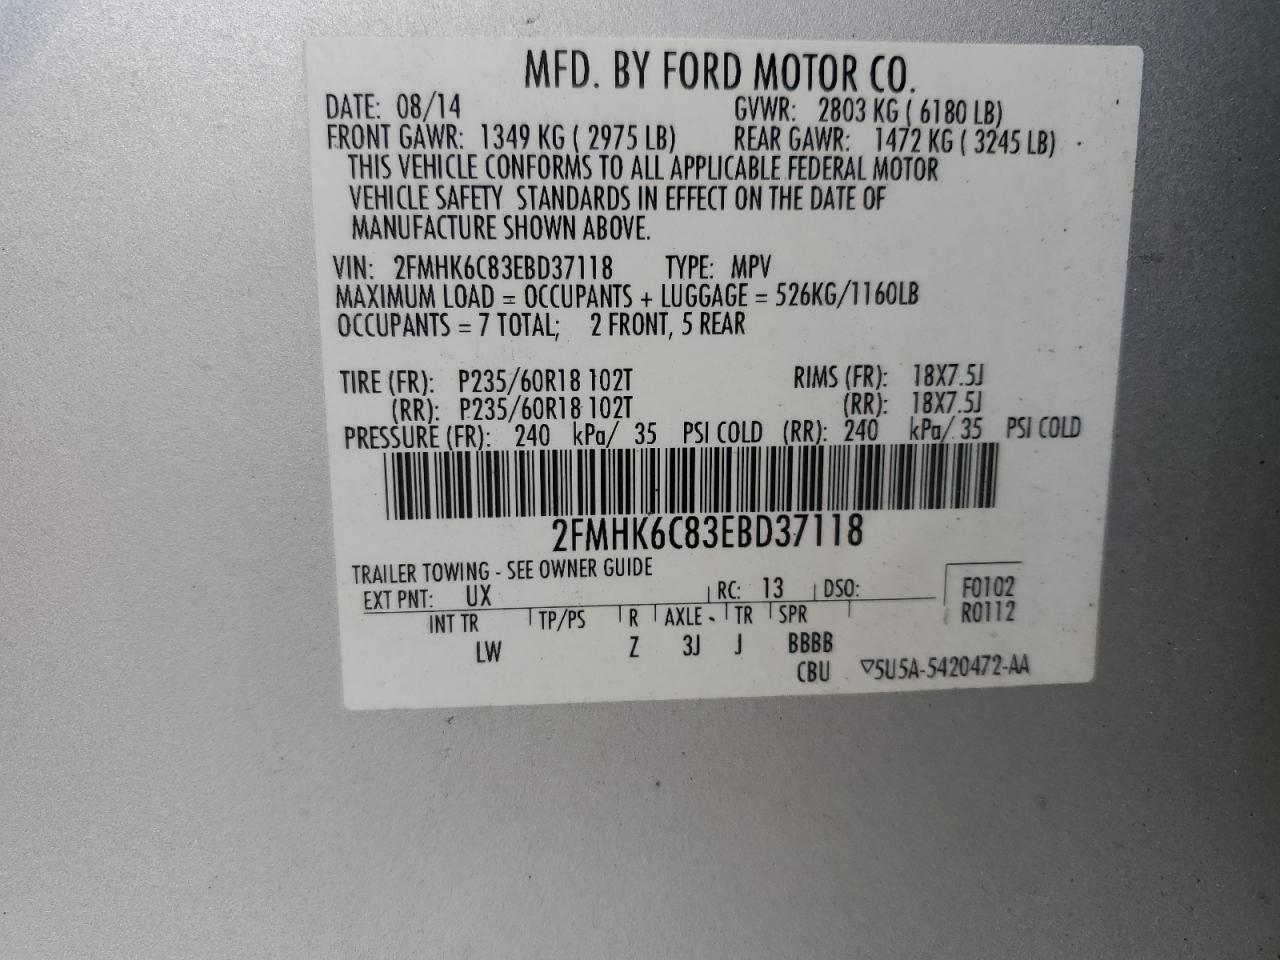 MFD. BY FORD MOTOR CO.
DATE: 08/14 GVWR: 2803 KG ( 6180 LB)
FRONT GAWR: 1349 KG ( 2975 LB) REAR GAWR: 1472 KG ( 3245 LB)
THIS VEHICLE CONFORMS TO ALL APPLICABLE FEDERAL MOTOR
VEHICLE SAFETY STANDARDS IN EFFECT ON THE DATE OF
MANUFACTURE SHOWN ABOVE.
VIN: 2FMHK6C83EBD37118 TYPE: MPV
MAXIMUM LOAD = OCCUPANTS + LUGGAGE = 526KG/1160LB
OCCUPANTS = 7 TOTAL; 2 FRONT, 5 REAR
TIRE (FR): P235/60R18 102T RIMS (FR): 18X7.5J
(RR): P235/60R18 102T (RR): 18X7.5J
PRESSURE (FR): 240 kPa/ 35 PSI COLD (RR): 240 kPa/ 35 PSI COLD
2FMHK6C83EBD37118
TRAILER TOWING - SEE OWNER GUIDE
EXT PNT: UX RC: 13 DSO: F0102
INT TR TP/PS R AXLE TR SPR R0112
LW Z 3J J BBBB
CBU ▽5U5A-5420472-AA